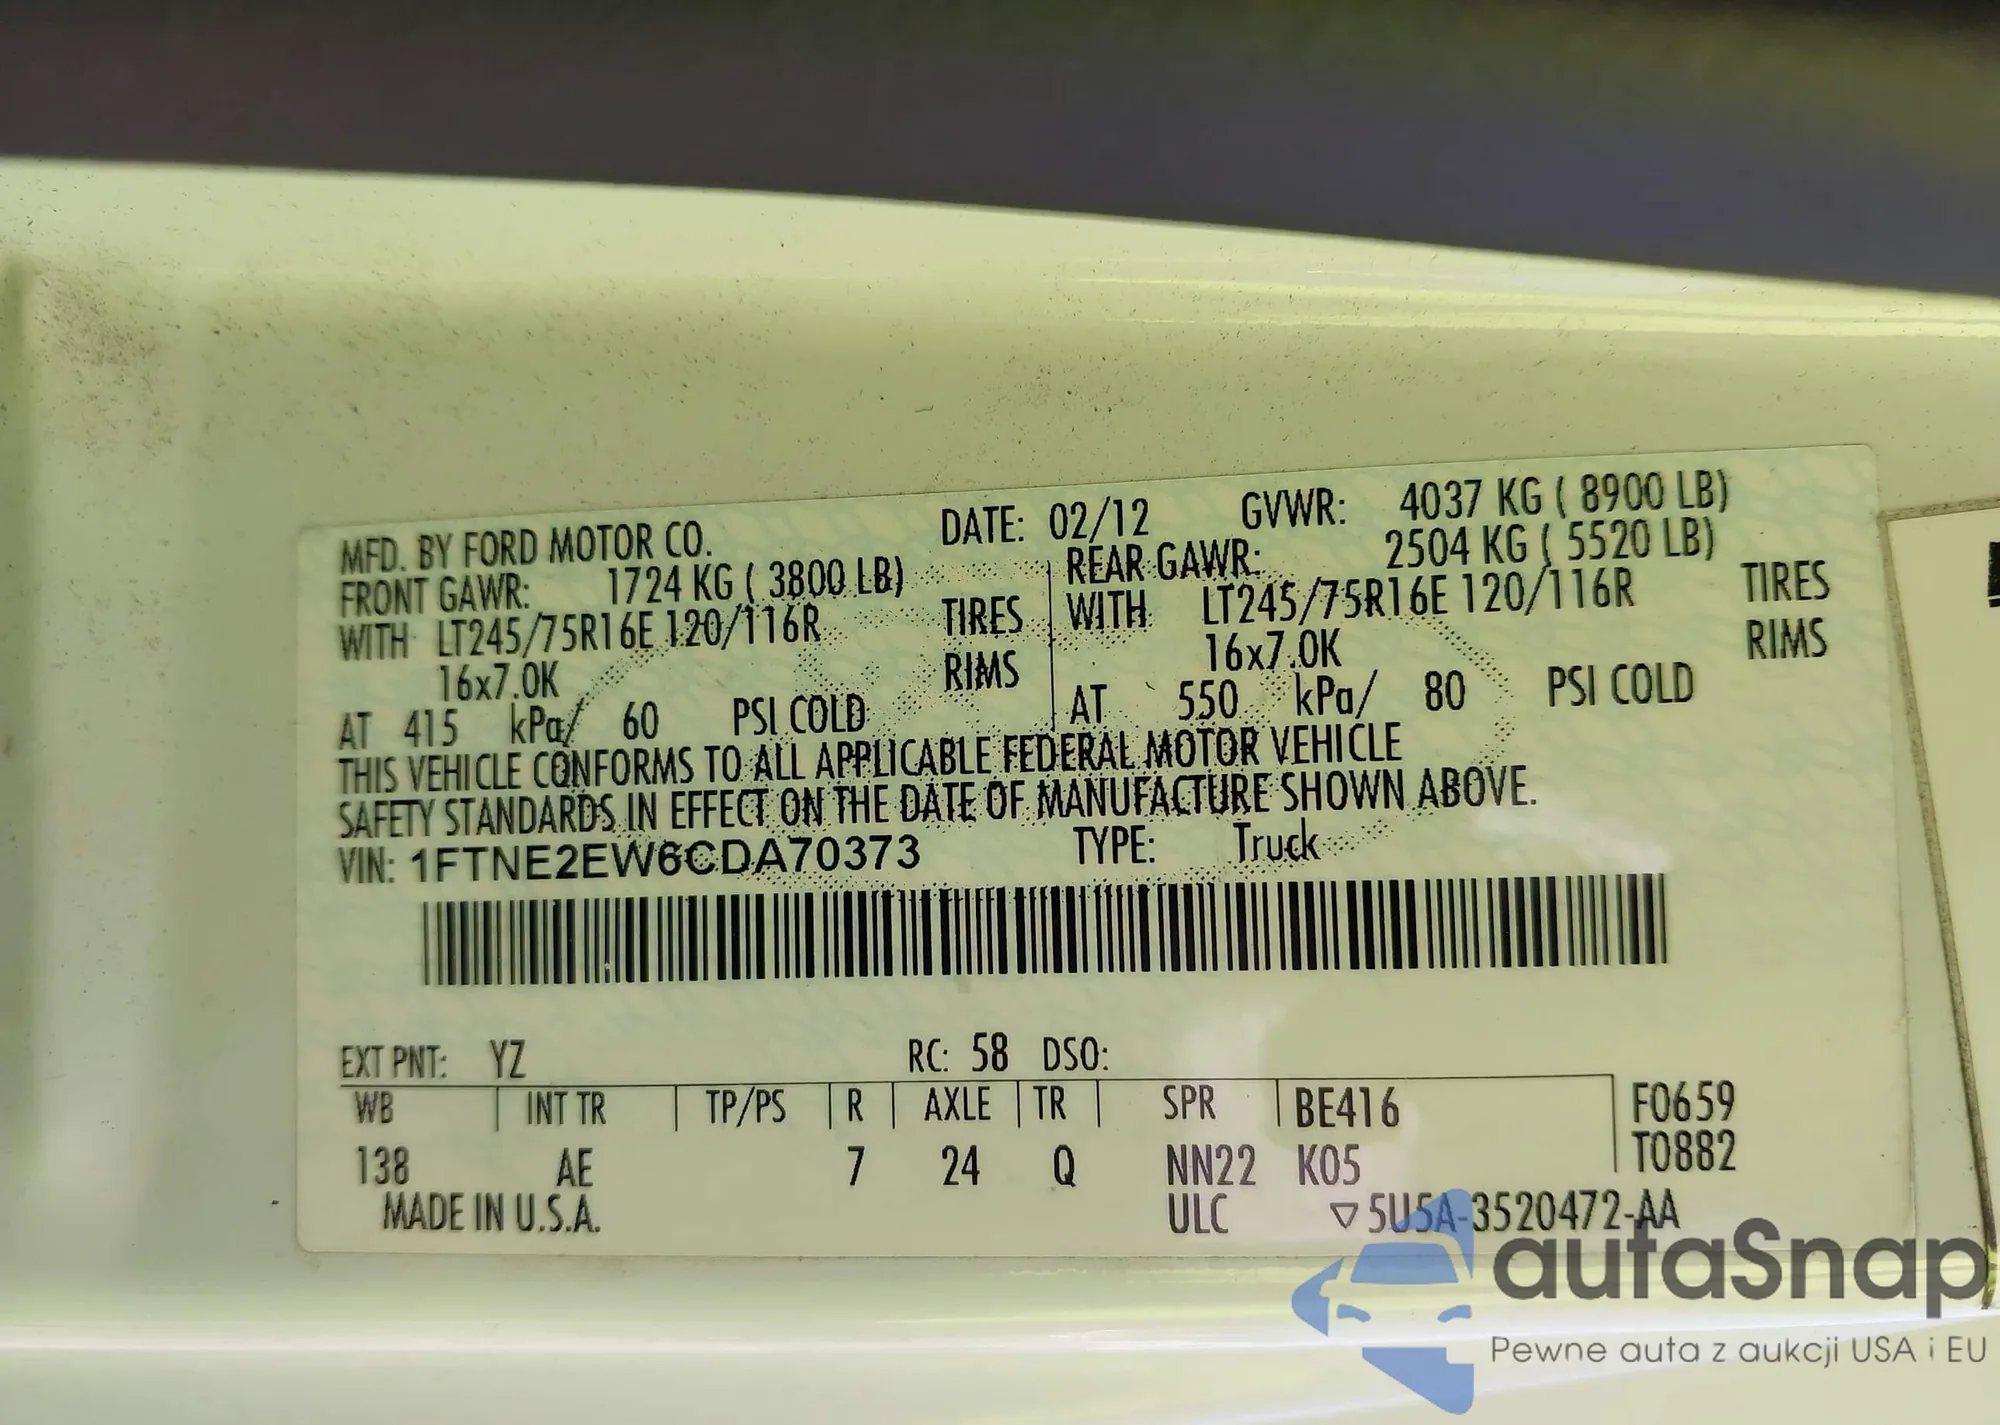 MFD. BY FORD MOTOR CO. DATE: 02/12 GVWR: 4037 KG ( 8900 LB)
FRONT GAWR: 1724 KG ( 3800 LB) REAR GAWR: 2504 KG ( 5520 LB)
WITH LT245/75R16E 120/116R TIRES WITH LT245/75R16E 120/116R TIRES
16x7.0K RIMS 16x7.0K RIMS
AT 415 kPa/ 60 PSI COLD AT 550 kPa/ 80 PSI COLD
THIS VEHICLE CONFORMS TO ALL APPLICABLE FEDERAL MOTOR VEHICLE
SAFETY STANDARDS IN EFFECT ON THE DATE OF MANUFACTURE SHOWN ABOVE.
VIN: 1FTNE2EW6CDA70373 TYPE: Truck
EXT PNT: YZ RC: 58 DSO:
WB INT TR TP/PS R AXLE TR SPR BE416 F0659
T0882
138 AE 7 24 Q NN22 K05
MADE IN U.S.A. ULC ▽5U5A-3520472-AA
autaSnap
Pewne auta z aukcji USA i EU